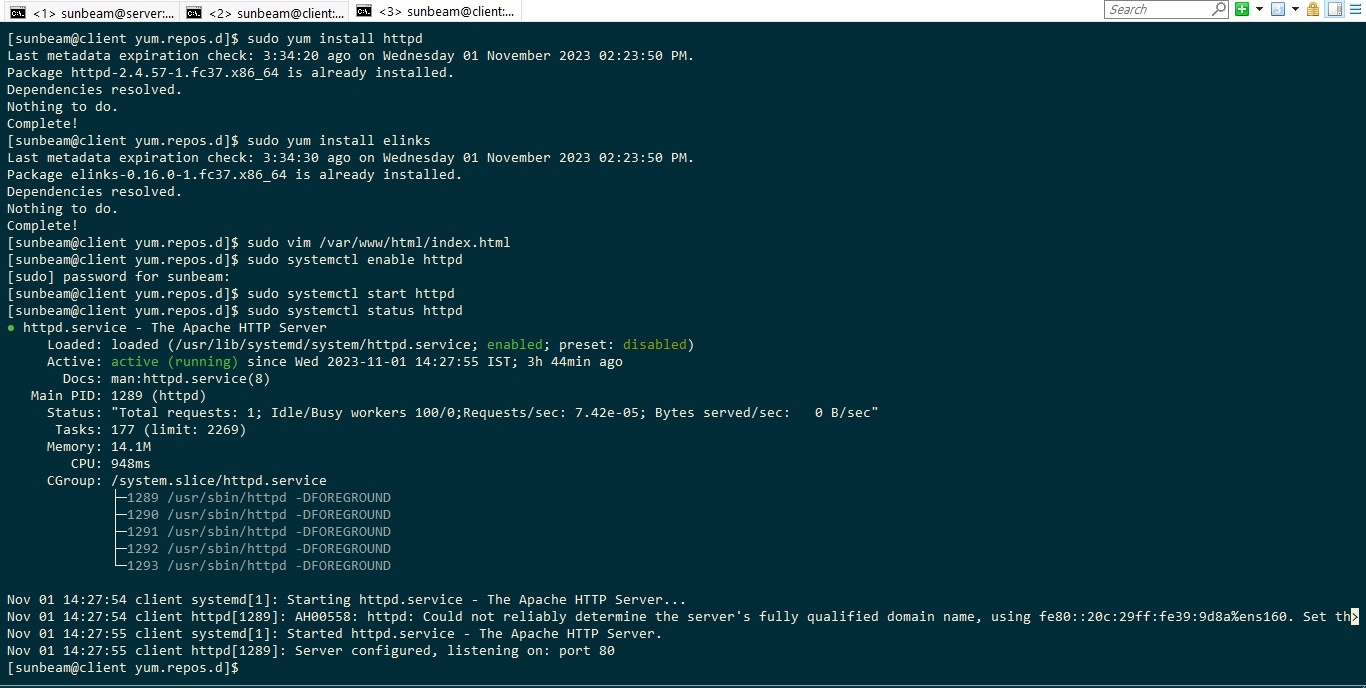 <1> sunbeam@server:...
<2> sunbeam@client:...
<3> sunbeam@client:...
Search
[sunbeam@client yum.repos.d]$ sudo yum install httpd
Last metadata expiration check: 3:34:20 ago on Wednesday 01 November 2023 02:23:50 PM.
Package httpd-2.4.57-1.fc37.x86_64 is already installed.
Dependencies resolved.
Nothing to do.
Complete!
[sunbeam@client yum.repos.d]$ sudo yum install elinks
Last metadata expiration check: 3:34:30 ago on Wednesday 01 November 2023 02:23:50 PM.
Package elinks-0.16.0-1.fc37.x86_64 is already installed.
Dependencies resolved.
Nothing to do.
Complete!
[sunbeam@client yum.repos.d]$ sudo vim /var/www/html/index.html
[sunbeam@client yum.repos.d]$ sudo systemctl enable httpd
[sudo] password for sunbeam:
[sunbeam@client yum.repos.d]$ sudo systemctl start httpd
[sunbeam@client yum.repos.d]$ sudo systemctl status httpd
● httpd.service - The Apache HTTP Server
     Loaded: loaded (/usr/lib/systemd/system/httpd.service; enabled; preset: disabled)
     Active: active (running) since Wed 2023-11-01 14:27:55 IST; 3h 44min ago
       Docs: man:httpd.service(8)
   Main PID: 1289 (httpd)
     Status: "Total requests: 1; Idle/Busy workers 100/0;Requests/sec: 7.42e-05; Bytes served/sec:   0 B/sec"
      Tasks: 177 (limit: 2269)
     Memory: 14.1M
        CPU: 948ms
     CGroup: /system.slice/httpd.service
             ├─1289 /usr/sbin/httpd -DFOREGROUND
             ├─1290 /usr/sbin/httpd -DFOREGROUND
             ├─1291 /usr/sbin/httpd -DFOREGROUND
             ├─1292 /usr/sbin/httpd -DFOREGROUND
             └─1293 /usr/sbin/httpd -DFOREGROUND
Nov 01 14:27:54 client systemd[1]: Starting httpd.service - The Apache HTTP Server...
Nov 01 14:27:54 client httpd[1289]: AH00558: httpd: Could not reliably determine the server's fully qualified domain name, using fe80::20c:29ff:fe39:9d8a%ens160. Set th>
Nov 01 14:27:55 client systemd[1]: Started httpd.service - The Apache HTTP Server.
Nov 01 14:27:55 client httpd[1289]: Server configured, listening on: port 80
[sunbeam@client yum.repos.d]$